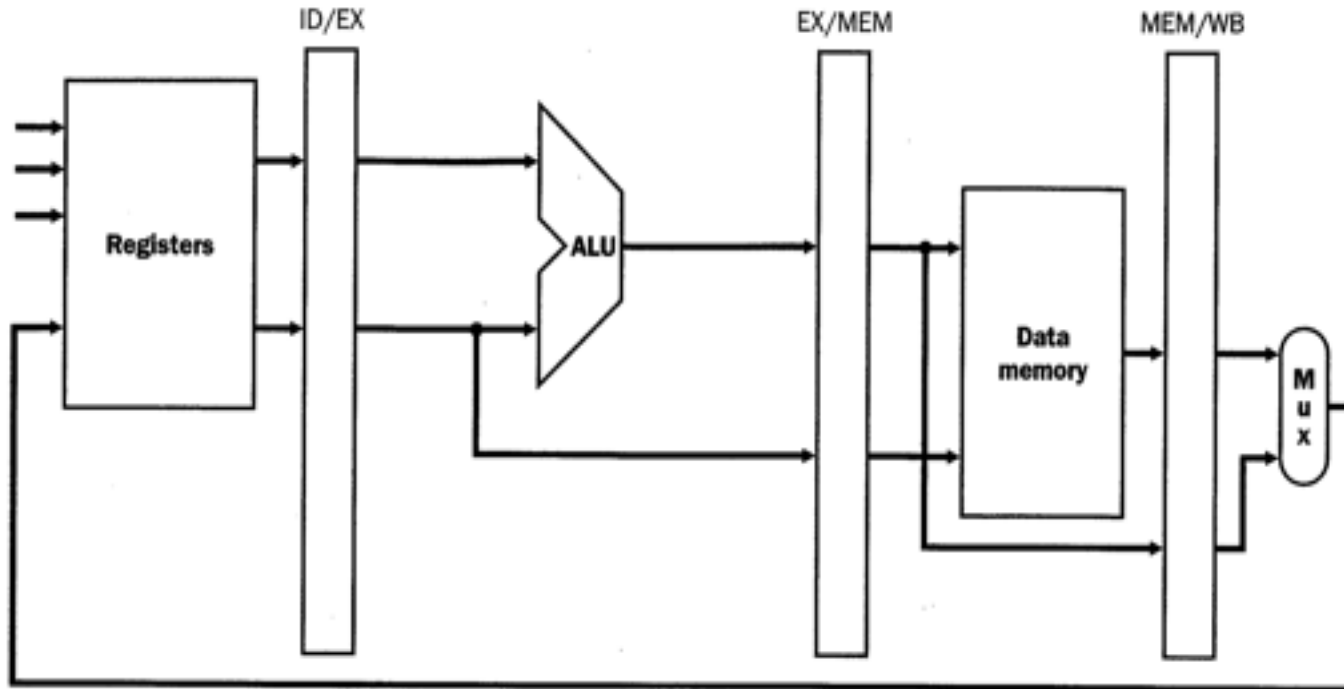 ID/EX
EX/MEM
MEM/WB
Registers
ALU
Data
memory
M
u
x